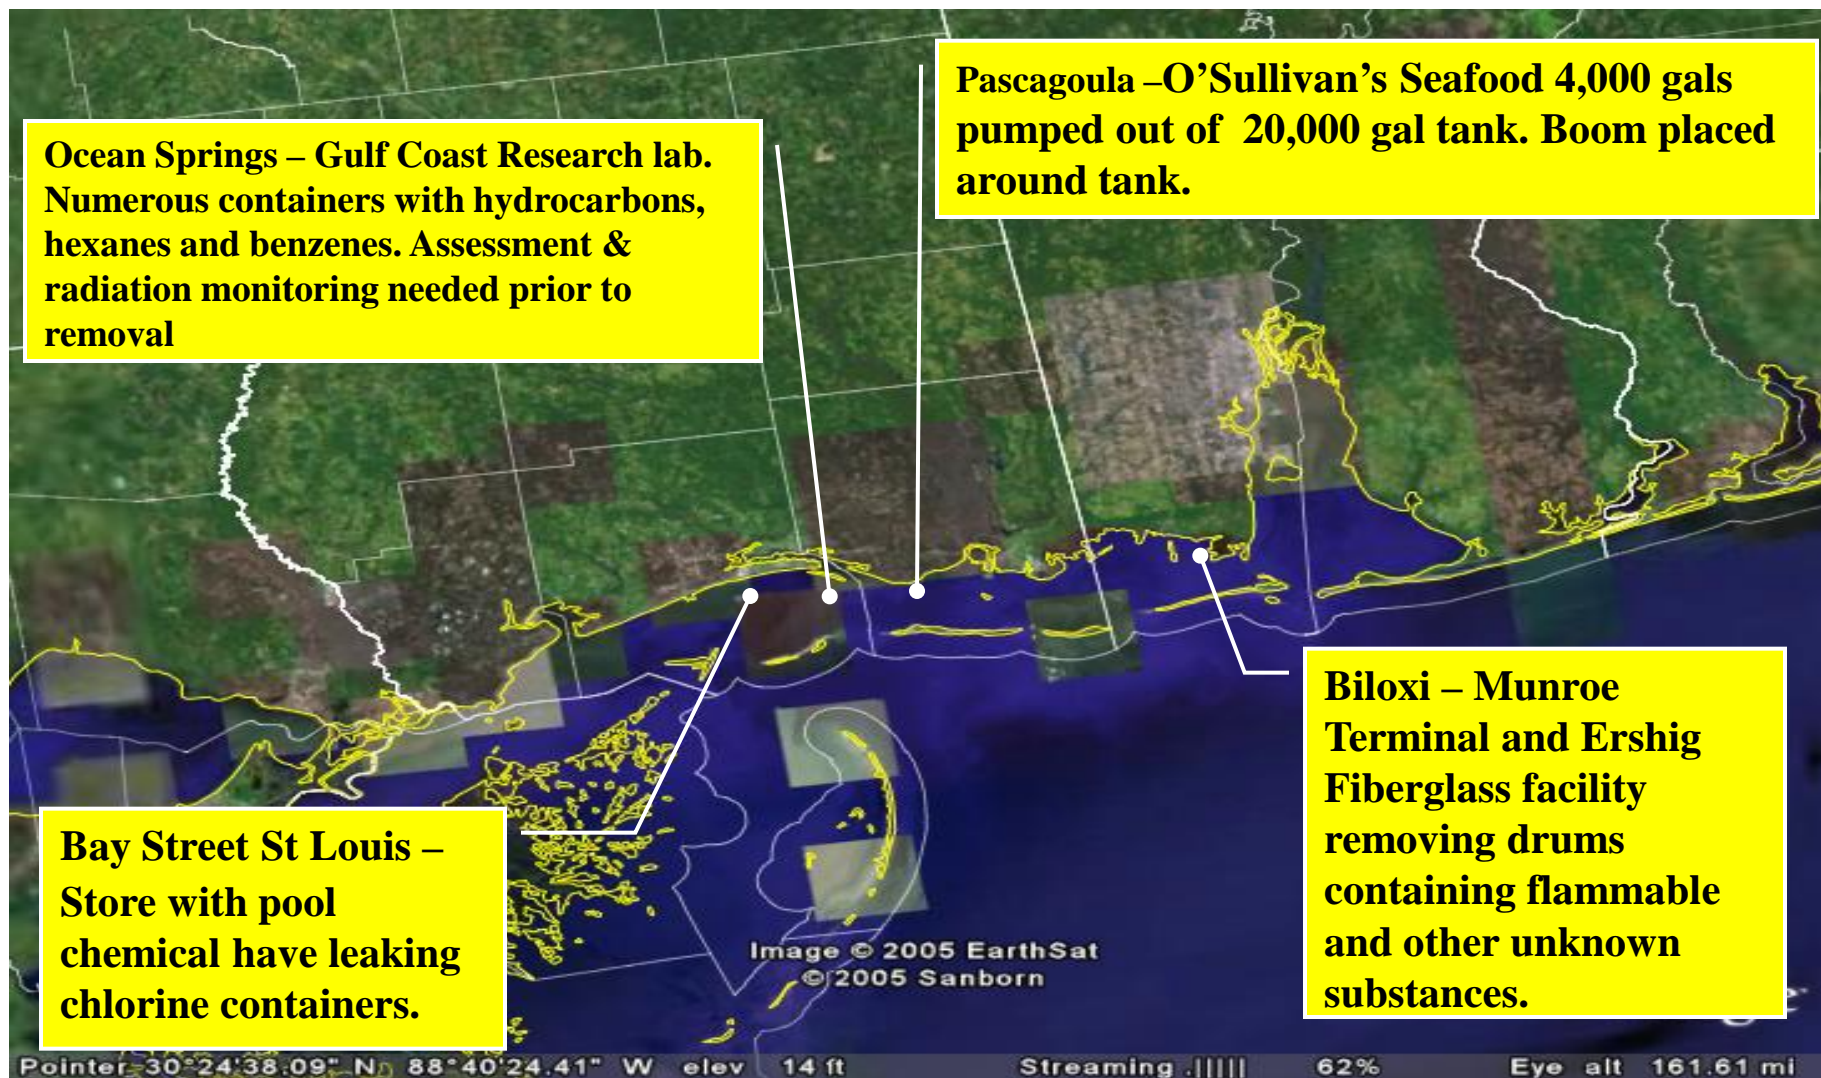 Pascagoula –O’Sullivan’s Seafood 4,000 gals
pumped out of 20,000 gal tank. Boom placed
around tank.
Ocean Springs – Gulf Coast Research lab.
Numerous containers with hydrocarbons,
hexanes and benzenes. Assessment &
radiation monitoring needed prior to
removal
Biloxi – Munroe
Terminal and Ershig
Fiberglass facility
removing drums
containing flammable
and other unknown
substances.
Bay Street St Louis –
Store with pool
chemical have leaking
chlorine containers.
Image © 2005 EarthSat
© 2005 Sanborn
Pointer 30°24'38.09" N 88°40'24.41" W elev 14 ft Streaming ||||| 62% Eye alt 161.61 mi